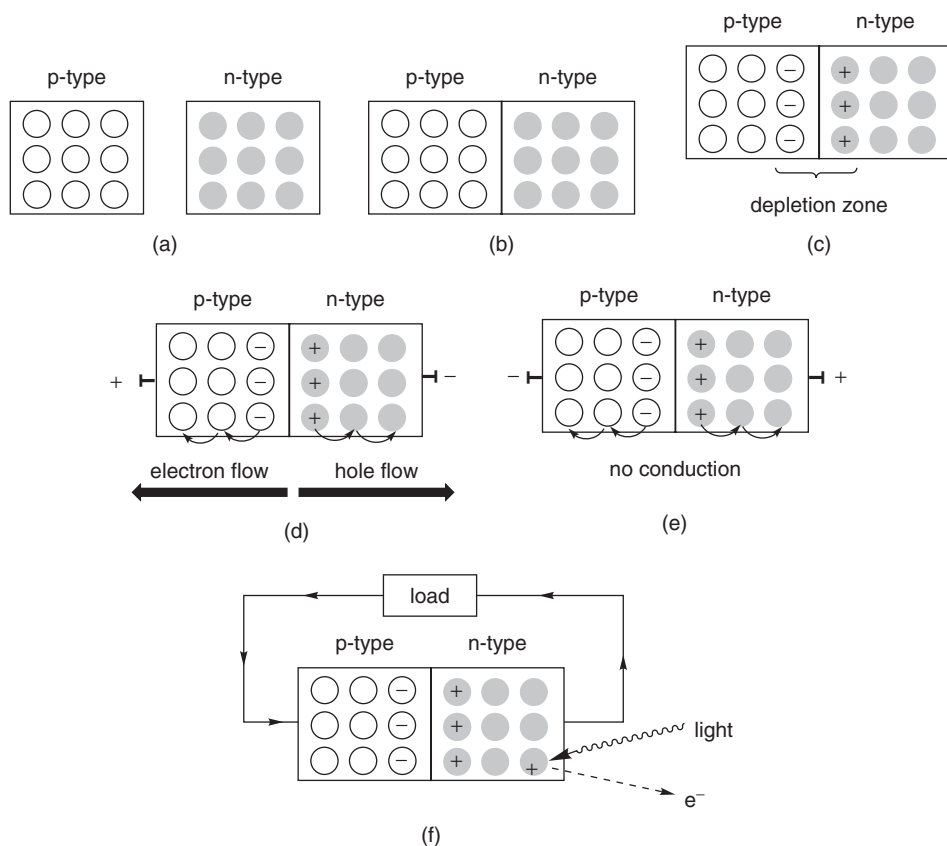 p-type
n-type
(a)
p-type
n-type
(b)
p-type
n-type
− +
− +
− +
depletion zone
(c)
p-type
n-type
− +
+ − + −
− +
electron flow
hole flow
(d)
p-type
n-type
− +
− − + +
− +
no conduction
(e)
load
p-type
n-type
− +
− +
− + +
light
e⁻
(f)